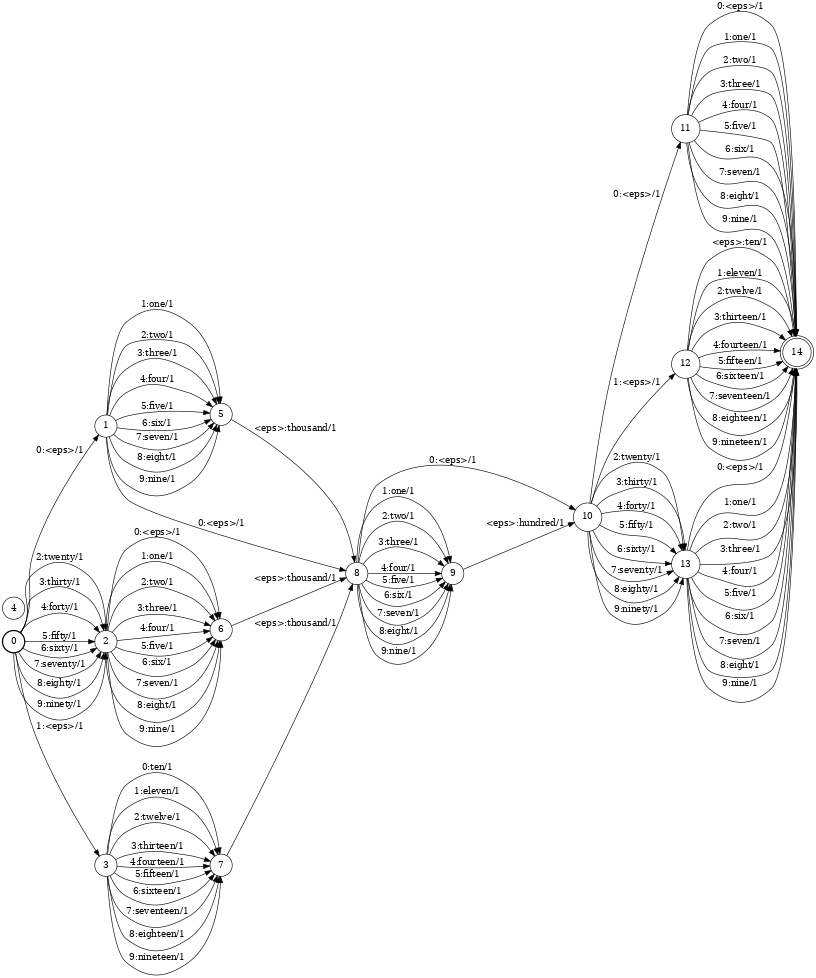 0:<eps>/1
1:one/1
2:two/1
3:three/1
4:four/1
5:five/1
6:six/1
7:seven/1
8:eight/1
9:nine/1
11
0:<eps>/1
<eps>:ten/1
1:eleven/1
2:twelve/1
3:thirteen/1
4:fourteen/1
5:fifteen/1
6:sixteen/1
7:seventeen/1
8:eighteen/1
9:nineteen/1
12
14
1:<eps>/1
1:one/1
2:two/1
3:three/1
4:four/1
5:five/1
6:six/1
7:seven/1
8:eight/1
9:nine/1
1
5
0:<eps>/1
<eps>:thousand/1
0:<eps>/1
0:<eps>/1
1:one/1
2:two/1
3:three/1
4:four/1
5:five/1
6:six/1
7:seven/1
8:eight/1
9:nine/1
8
9
10
<eps>:hundred/1
2:twenty/1
3:thirty/1
4:forty/1
5:fifty/1
6:sixty/1
7:seventy/1
8:eighty/1
9:ninety/1
13
0:<eps>/1
1:one/1
2:two/1
3:three/1
4:four/1
5:five/1
6:six/1
7:seven/1
8:eight/1
9:nine/1
4
0
2:twenty/1
3:thirty/1
4:forty/1
5:fifty/1
6:sixty/1
7:seventy/1
8:eighty/1
9:ninety/1
1:<eps>/1
2
6
0:<eps>/1
1:one/1
2:two/1
3:three/1
4:four/1
5:five/1
6:six/1
7:seven/1
8:eight/1
9:nine/1
<eps>:thousand/1
<eps>:thousand/1
0:ten/1
1:eleven/1
2:twelve/1
3:thirteen/1
4:fourteen/1
5:fifteen/1
6:sixteen/1
7:seventeen/1
8:eighteen/1
9:nineteen/1
3
7